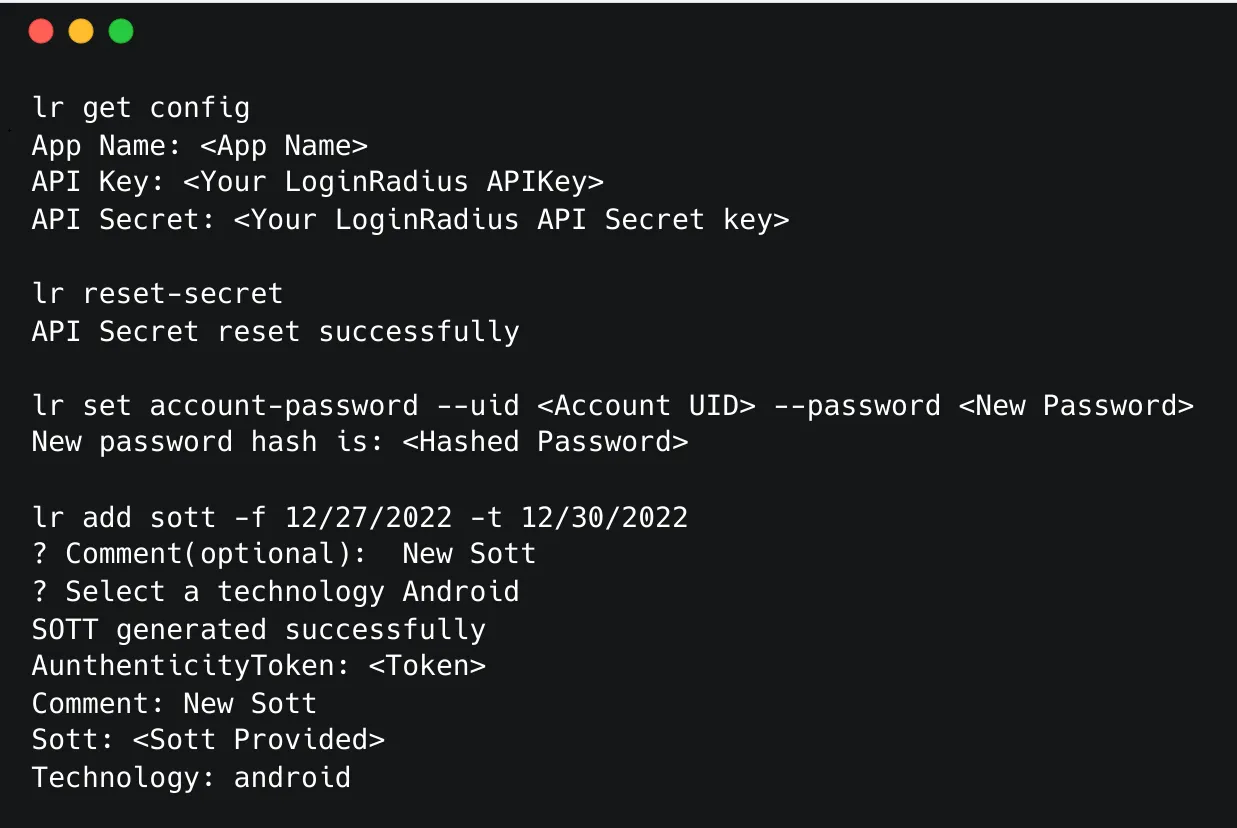 lr get config
App Name: <App Name>
API Key: <Your LoginRadius APIKey>
API Secret: <Your LoginRadius API Secret key>
lr reset-secret
API Secret reset successfully
lr set account-password --uid <Account UID> --password <New Password>
New password hash is: <Hashed Password>
lr add sott -f 12/27/2022 -t 12/30/2022
? Comment(optional):  New Sott
? Select a technology Android
SOTT generated successfully
AunthenticityToken: <Token>
Comment: New Sott
Sott: <Sott Provided>
Technology: android